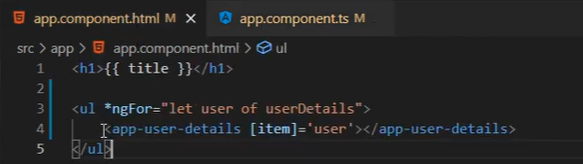 app.component.html M
app.component.ts M
src > app > app.component.html > ul
1 <h1>{{ title }}</h1>
2
3 <ul *ngFor="let user of userDetails">
4 <app-user-details [item]='user'></app-user-details>
5 </ul>